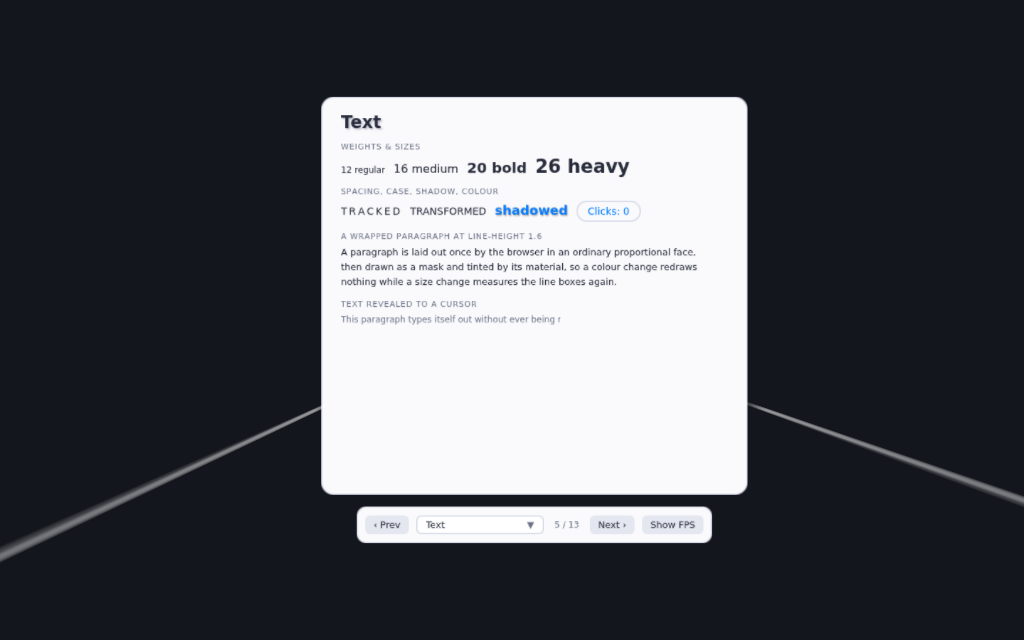 Text
WEIGHTS & SIZES
12 regular 16 medium 20 bold 26 heavy
SPACING, CASE, SHADOW, COLOUR
TRACKED TRANSFORMED shadowed Clicks: 0
A WRAPPED PARAGRAPH AT LINE-HEIGHT 1.6
A paragraph is laid out once by the browser in an ordinary proportional face,
then drawn as a mask and tinted by its material, so a colour change redraws
nothing while a size change measures the line boxes again.
TEXT REVEALED TO A CURSOR
This paragraph types itself out without ever being r
‹ Prev Text ▼ 5 / 13 Next › Show FPS